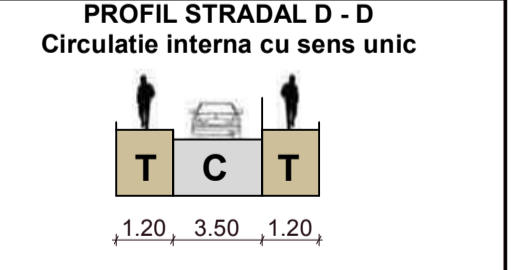 PROFIL STRADAL D - D
Circulatie interna cu sens unic
T C T
1.20 3.50 1.20